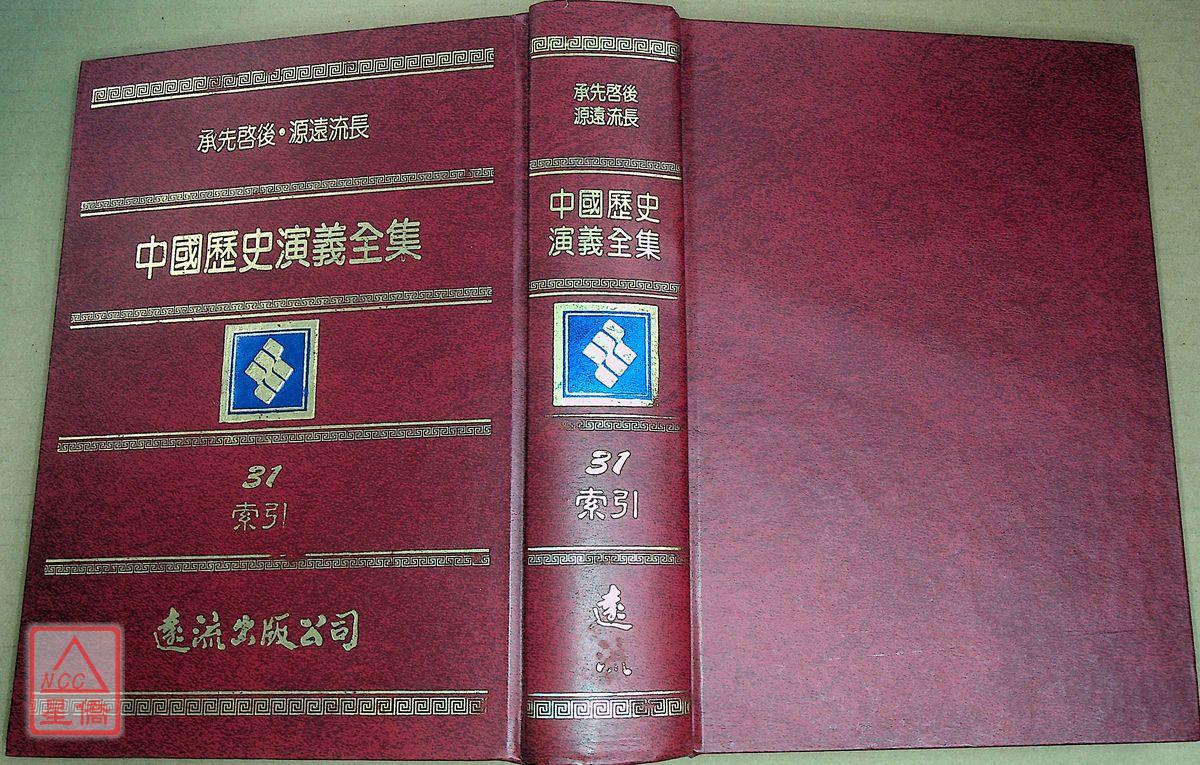 承先啓後・源遠流長
中國歷史演義全集
31
索引
遠流出版公司
承先啓後
源遠流長
中國歷史
演義全集
31
索引
遠
NCC
星僑